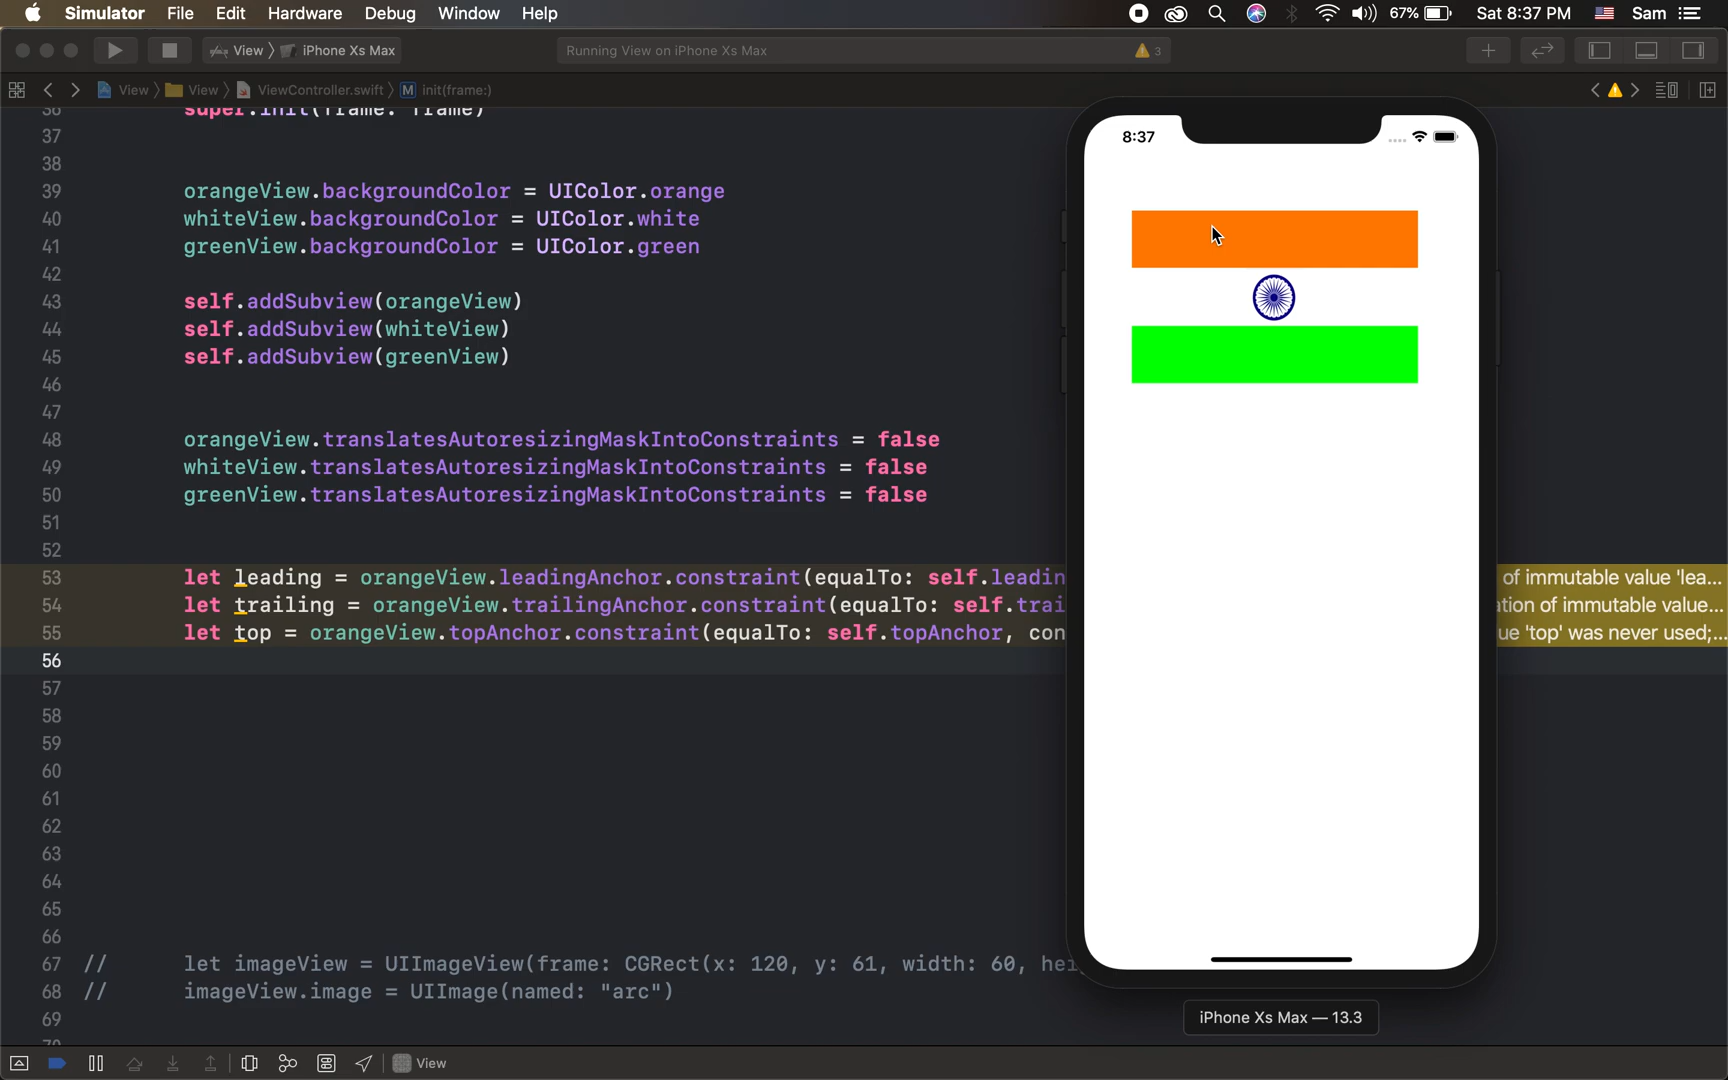 Simulator File Edit Hardware Debug Window Help 67% Sat 8:37 PM Sam
View iPhone Xs Max Running View on iPhone Xs Max 3
View View ViewController.swift M init(frame:)
36 super.init(frame: frame)
37
38
39 orangeView.backgroundColor = UIColor.orange
40 whiteView.backgroundColor = UIColor.white
41 greenView.backgroundColor = UIColor.green
42
43 self.addSubview(orangeView)
44 self.addSubview(whiteView)
45 self.addSubview(greenView)
46
47
48 orangeView.translatesAutoresizingMaskIntoConstraints = false
49 whiteView.translatesAutoresizingMaskIntoConstraints = false
50 greenView.translatesAutoresizingMaskIntoConstraints = false
51
52
53 let leading = orangeView.leadingAnchor.constraint(equalTo: self.leadin of immutable value 'lea...
54 let trailing = orangeView.trailingAnchor.constraint(equalTo: self.trai ation of immutable value...
55 let top = orangeView.topAnchor.constraint(equalTo: self.topAnchor, con ue 'top' was never used;...
56
57
58
59
60
61
62
63
64
65
66
67 // let imageView = UIImageView(frame: CGRect(x: 120, y: 61, width: 60, hei
68 // imageView.image = UIImage(named: "arc")
69
70
8:37
iPhone Xs Max — 13.3
View